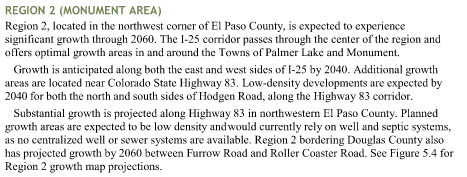 REGION 2 (MONUMENT AREA)
Region 2, located in the northwest corner of El Paso County, is expected to experience
significant growth through 2060. The I-25 corridor passes through the center of the region and
offers optimal growth areas in and around the Towns of Palmer Lake and Monument.
Growth is anticipated along both the east and west sides of I-25 by 2040. Additional growth
areas are located near Colorado State Highway 83. Low-density developments are expected by
2040 for both the north and south sides of Hodgen Road, along the Highway 83 corridor.
Substantial growth is projected along Highway 83 in northwestern El Paso County. Planned
growth areas are expected to be low density andwould currently rely on well and septic systems,
as no centralized well or sewer systems are available. Region 2 bordering Douglas County also
has projected growth by 2060 between Furrow Road and Roller Coaster Road. See Figure 5.4 for
Region 2 growth map projections.